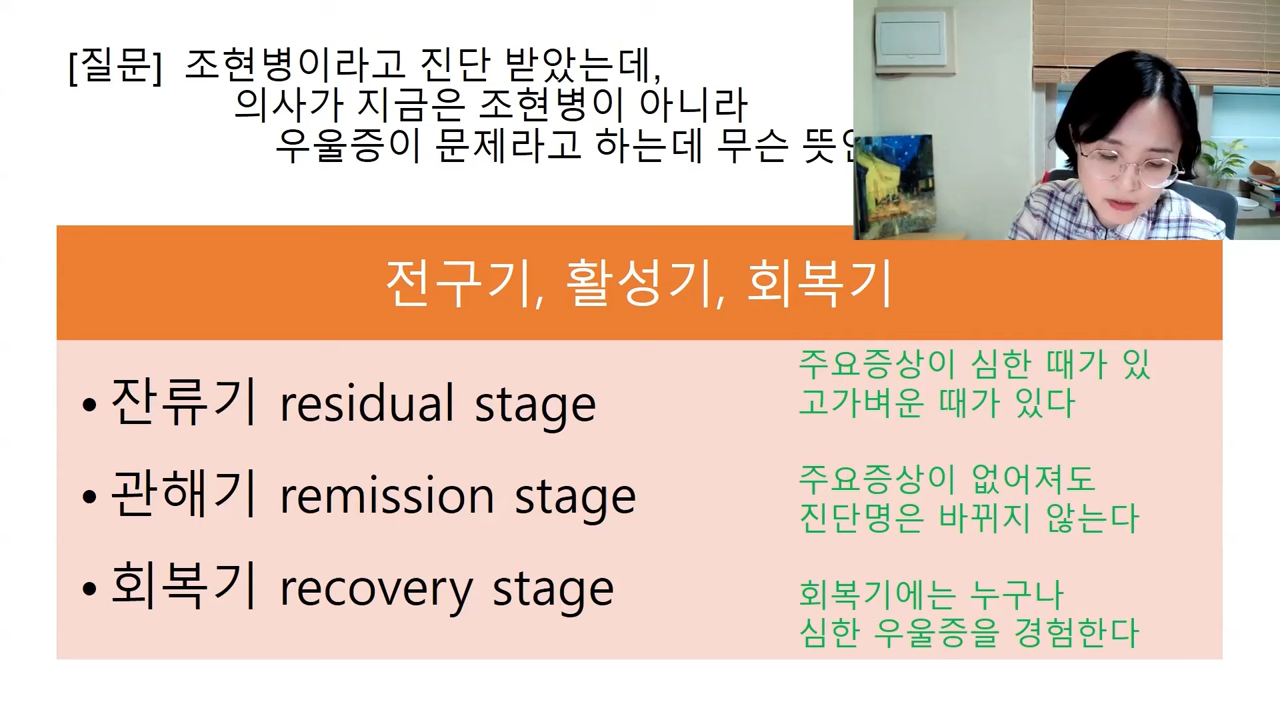 [질문] 조현병이라고 진단 받았는데,
의사가 지금은 조현병이 아니라
우울증이 문제라고 하는데 무슨
전구기, 활성기, 회복기
• 잔류기 residual stage
• 관해기 remission stage
• 회복기 recovery stage
주요증상이 심한 때가 있
고가벼운 때가 있다
주요증상이 없어져도
진단명은 바뀌지 않는다
회복기에는 누구나
심한 우울증을 경험한다